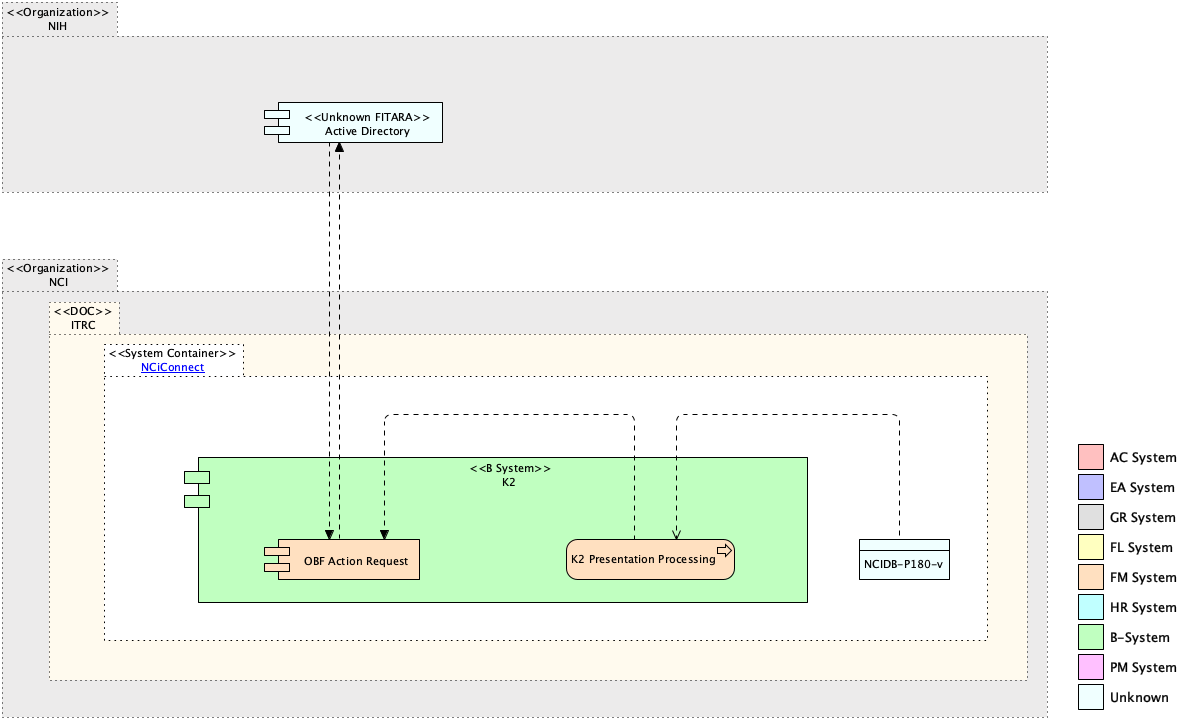 <<Organization>>
NIH
<<Unknown FITARA>>
Active Directory
<<Organization>>
NCI
<<DOC>>
ITRC
<<System Container>>
NCiConnect
<<B System>>
K2
OBF Action Request
K2 Presentation Processing
NCIDB-P180-v
AC System
EA System
GR System
FL System
FM System
HR System
B-System
PM System
Unknown